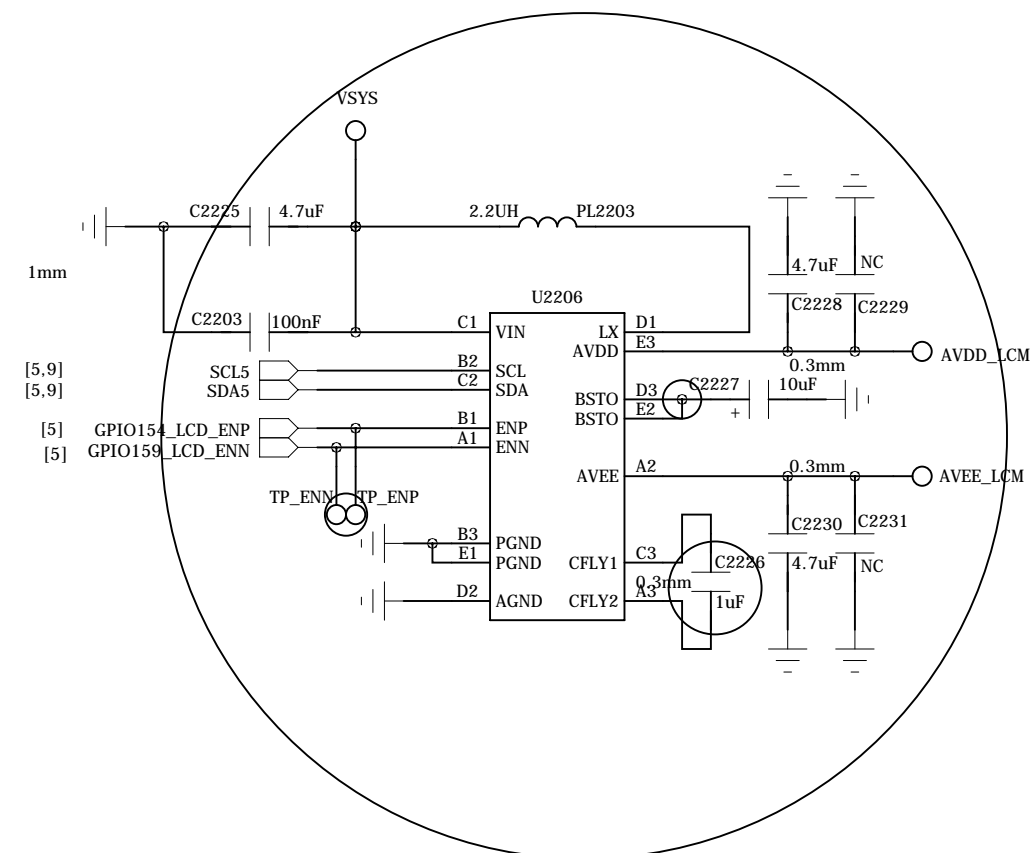 VSYS
C2225 4.7uF 2.2UH PL2203
1mm
4.7uF NC
C2228 C2229
U2206
C2203 100nF C1 VIN LX D1
AVDD E3 AVDD_LCM
0.3mm
[5,9] SCL5 B2 SCL
[5,9] SDA5 C2 SDA
BSTO D3 C2227 10uF
BSTO E2 +
[5] GPIO154_LCD_ENP B1 ENP
[5] GPIO159_LCD_ENN A1 ENN
AVEE A2 0.3mm AVEE_LCM
TP_ENN TP_ENP
C2230 C2231
B3 PGND
E1 PGND CFLY1 C3 C2226 4.7uF NC
0.3mm
D2 AGND CFLY2 A3 1uF